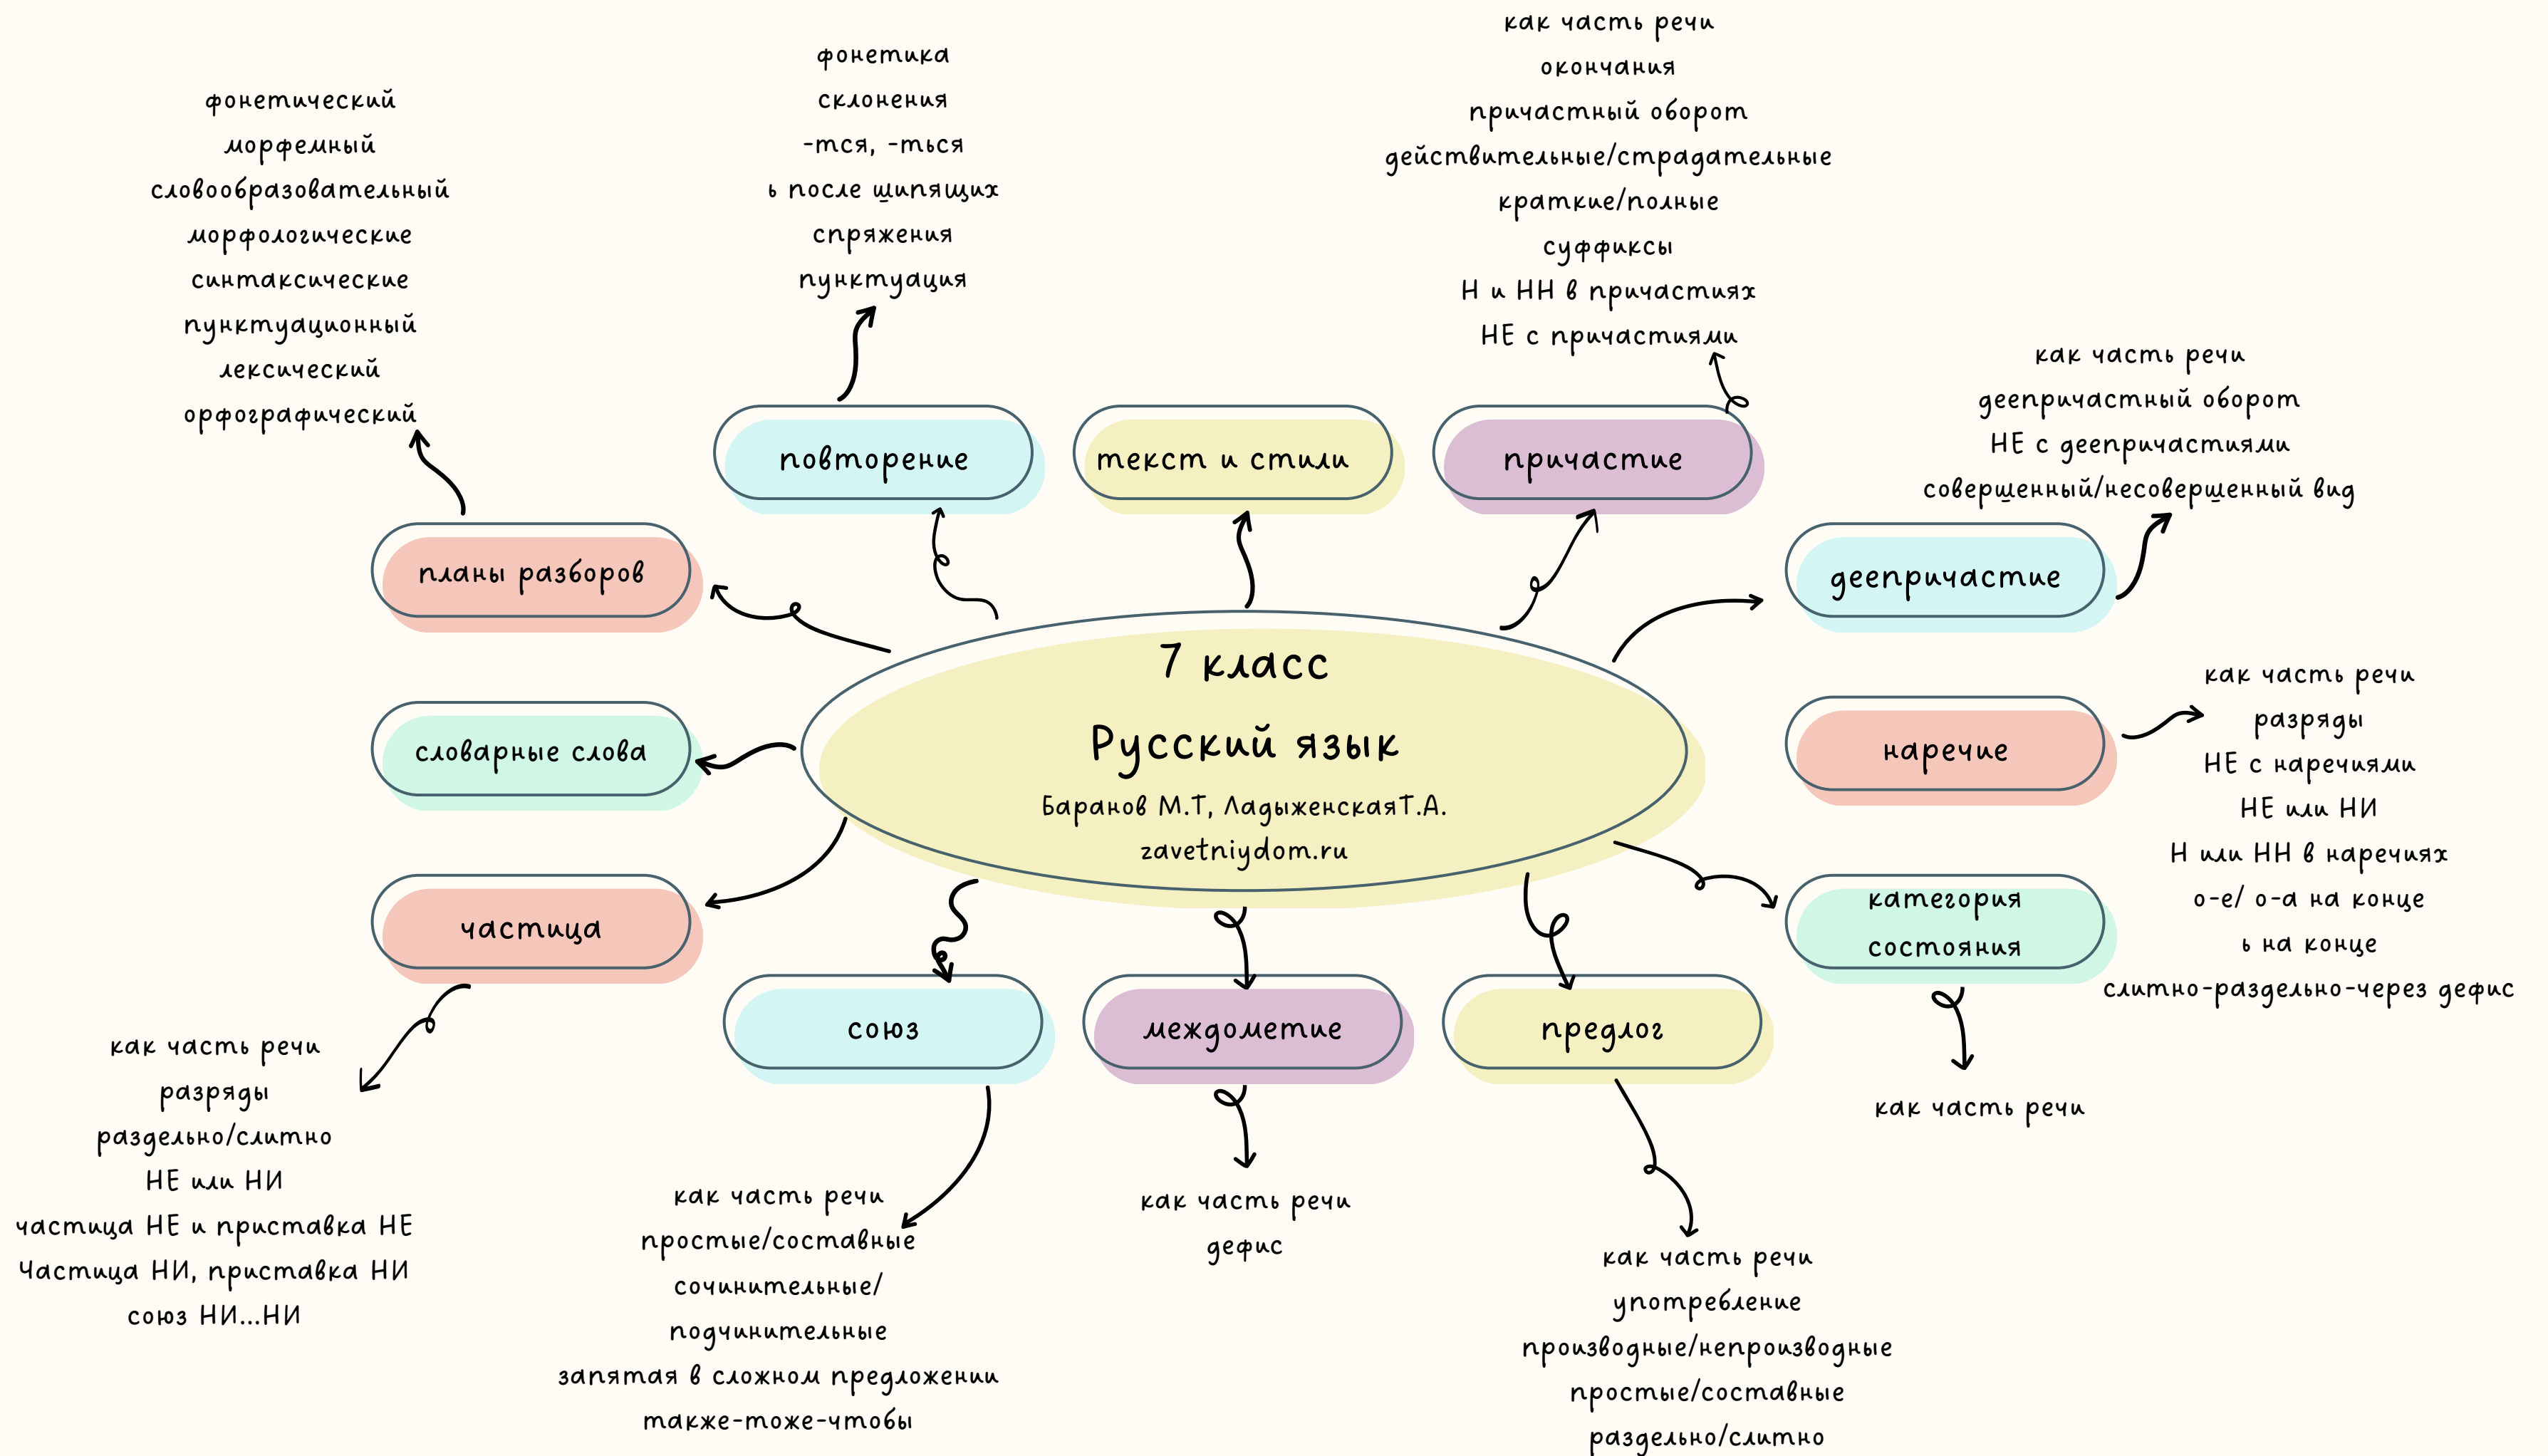 7 класс
Русский язык
Баранов М.Т, ЛадыженскаяТ.А.
zavetniydom.ru
планы разборов
фонетический
морфемный
словообразовательный
морфологические
синтаксические
пунктуационный
лексический
орфографический
повторение
фонетика
склонения
-тся, -ться
ь после шипящих
спряжения
пунктуация
текст и стили
причастие
как часть речи
окончания
причастный оборот
действительные/страдательные
краткие/полные
суффиксы
Н и НН в причастиях
НЕ с причастиями
деепричастие
как часть речи
деепричастный оборот
НЕ с деепричастиями
совершенный/несовершенный вид
наречие
как часть речи
разряды
НЕ с наречиями
НЕ или НИ
Н или НН в наречиях
о-е/ о-а на конце
ь на конце
слитно-раздельно-через дефис
категория
состояния
как часть речи
предлог
как часть речи
употребление
производные/непроизводные
простые/составные
раздельно/слитно
междометие
как часть речи
дефис
союз
как часть речи
простые/составные
сочинительные/
подчинительные
запятая в сложном предложении
также-тоже-чтобы
частица
как часть речи
разряды
раздельно/слитно
НЕ или НИ
частица НЕ и приставка НЕ
Частица НИ, приставка НИ
союз НИ...НИ
словарные слова